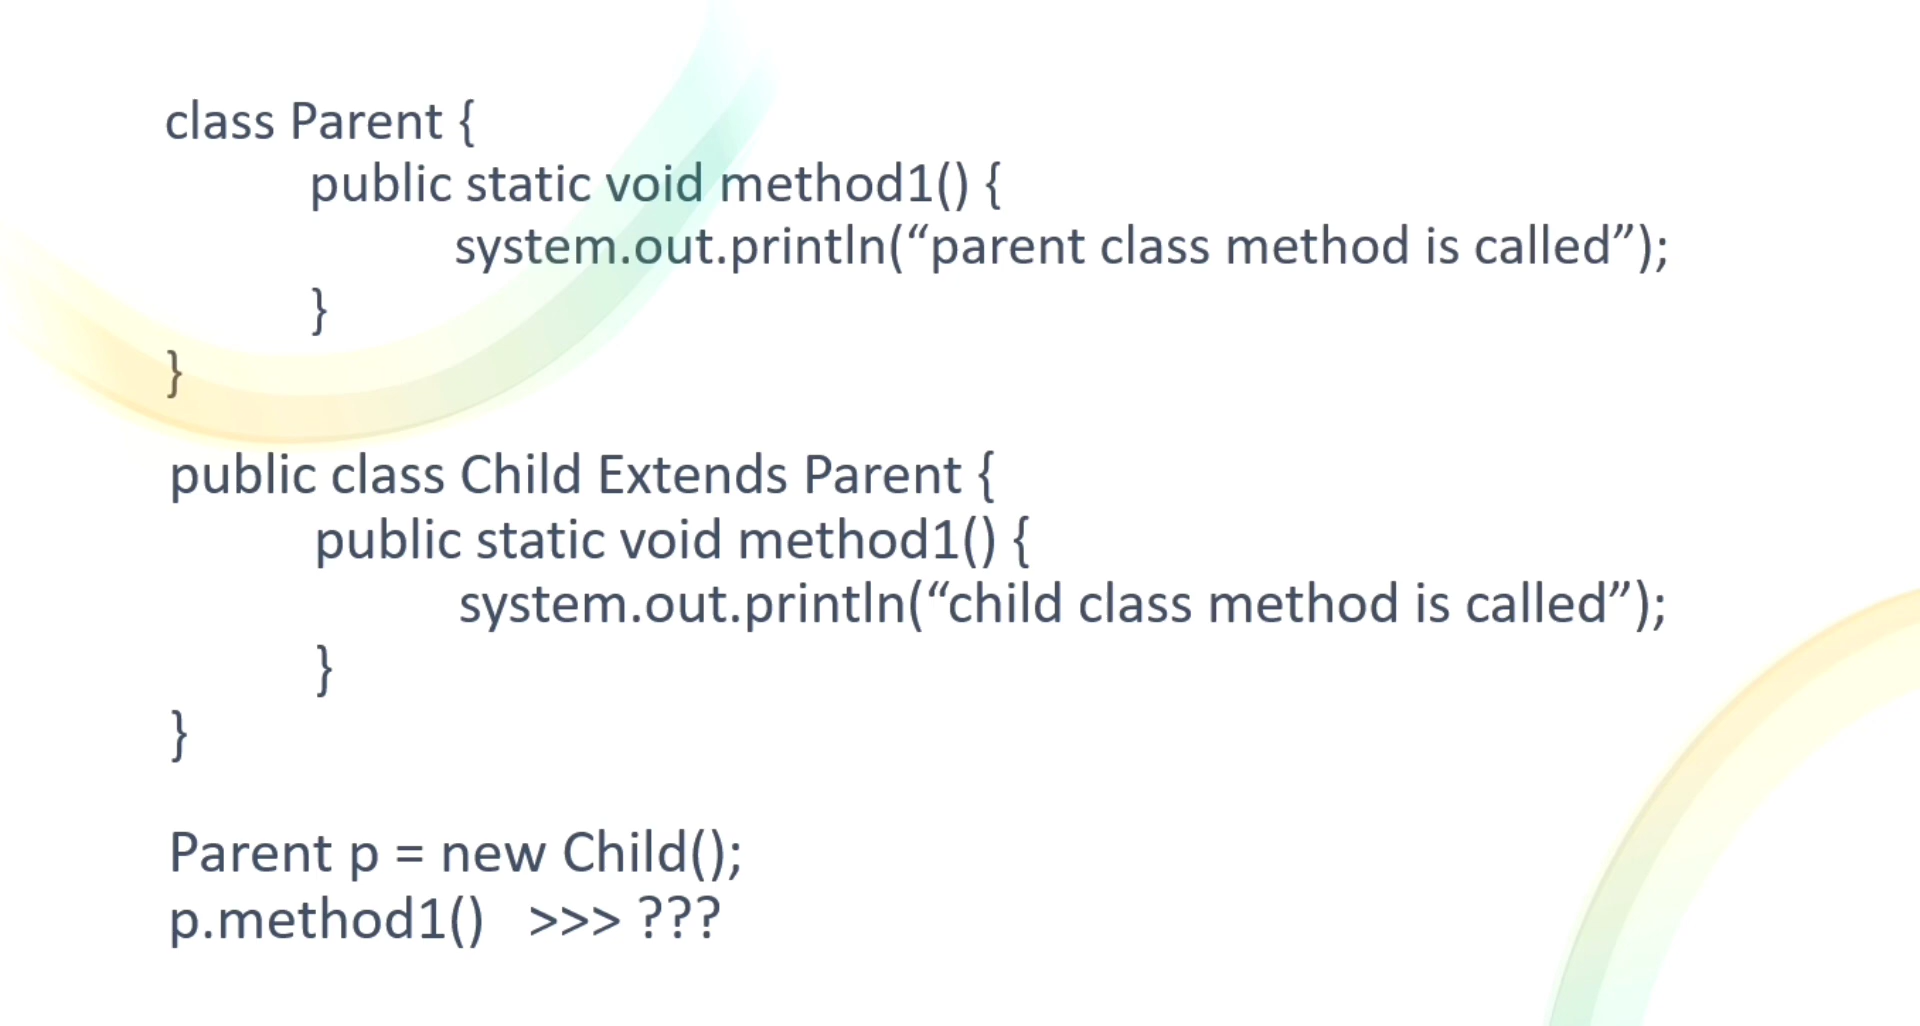 class Parent {
public static void method1() {
system.out.println(“parent class method is called”);
}
}
public class Child Extends Parent {
public static void method1() {
system.out.println(“child class method is called”);
}
}
Parent p = new Child();
p.method1() >>> ???